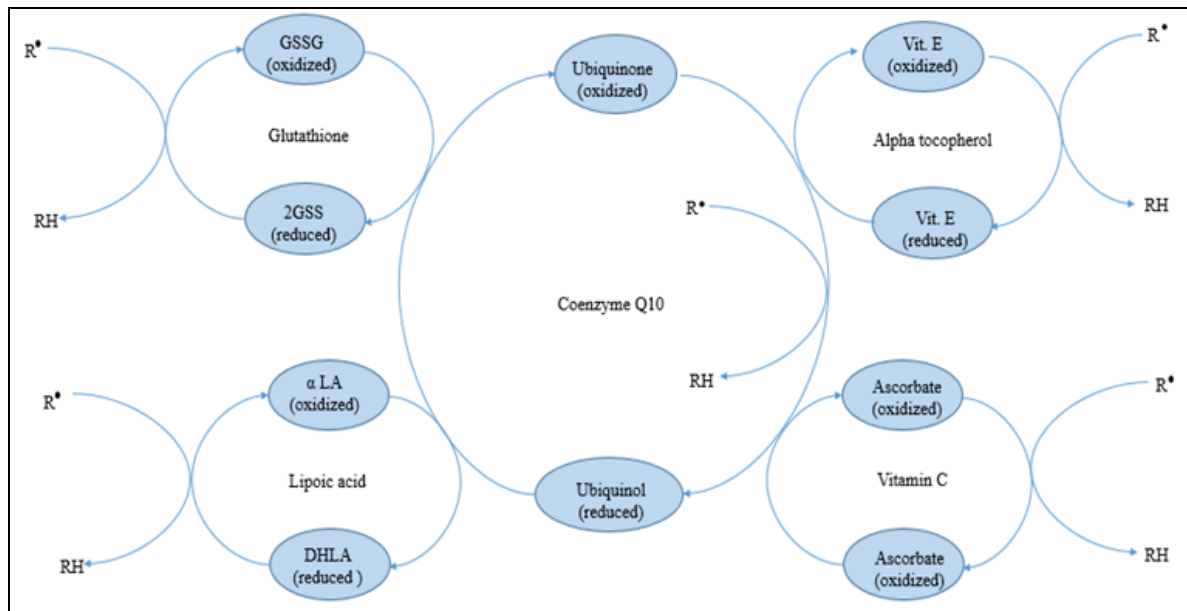 R•
GSSG
(oxidized)
Glutathione
2GSS
(reduced)
RH
Ubiquinone
(oxidized)
R•
Coenzyme Q10
RH
Ubiquinol
(reduced)
Vit. E
(oxidized)
R•
Alpha tocopherol
Vit. E
(reduced)
RH
R•
α LA
(oxidized)
Lipoic acid
DHLA
(reduced )
RH
Ascorbate
(oxidized)
R•
Vitamin C
Ascorbate
(oxidized)
RH